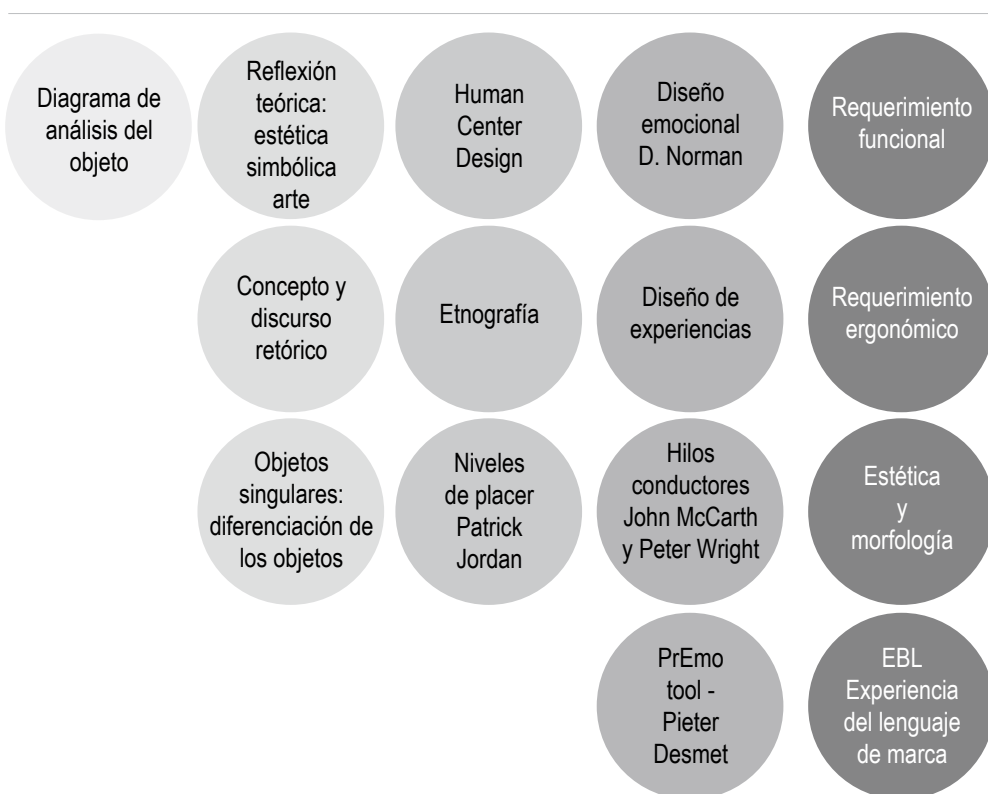 Diagrama de
análisis del
objeto
Reflexión
teórica:
estética
simbólica
arte
Human
Center
Design
Diseño
emocional
D. Norman
Requerimiento
funcional
Concepto y
discurso
retórico
Etnografía
Diseño de
experiencias
Requerimiento
ergonómico
Objetos
singulares:
diferenciación de
los objetos
Niveles
de placer
Patrick
Jordan
Hilos
conductores
John McCarth
y Peter Wright
Estética
y
morfología
PrEmo
tool -
Pieter
Desmet
EBL
Experiencia
del lenguaje
de marca